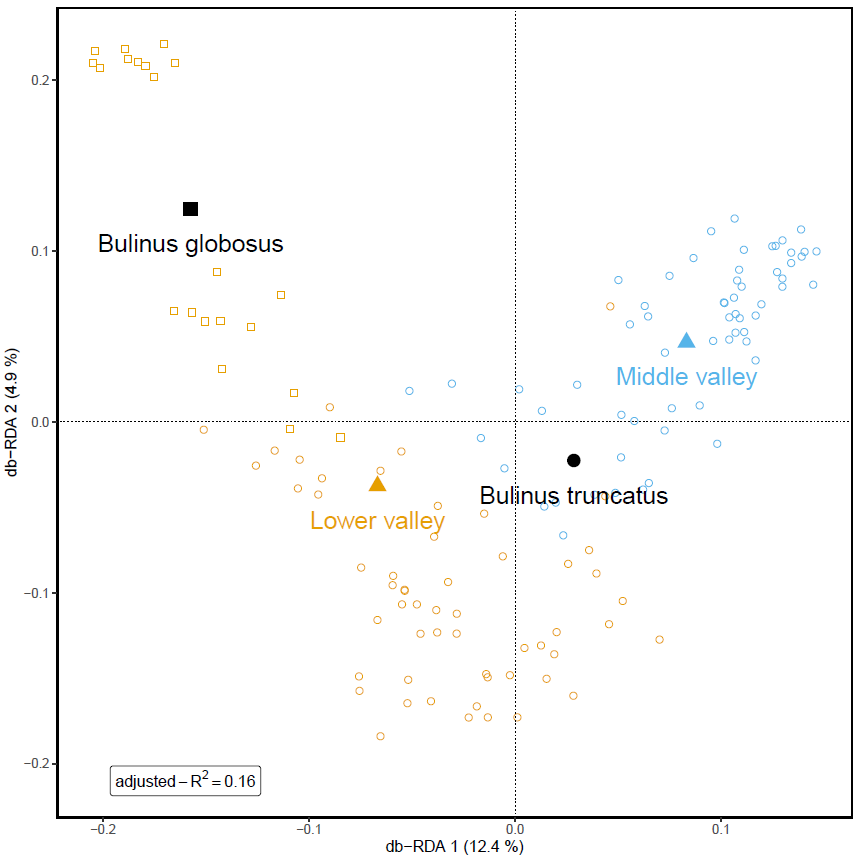 0.2
Bulinus globosus
0.1
Middle valley
0.0
db−RDA 2 (4.9 %)
Bulinus truncatus
Lower valley
−0.1
−0.2
adjusted − R2 = 0.16
−0.2 −0.1 0.0 0.1
db−RDA 1 (12.4 %)